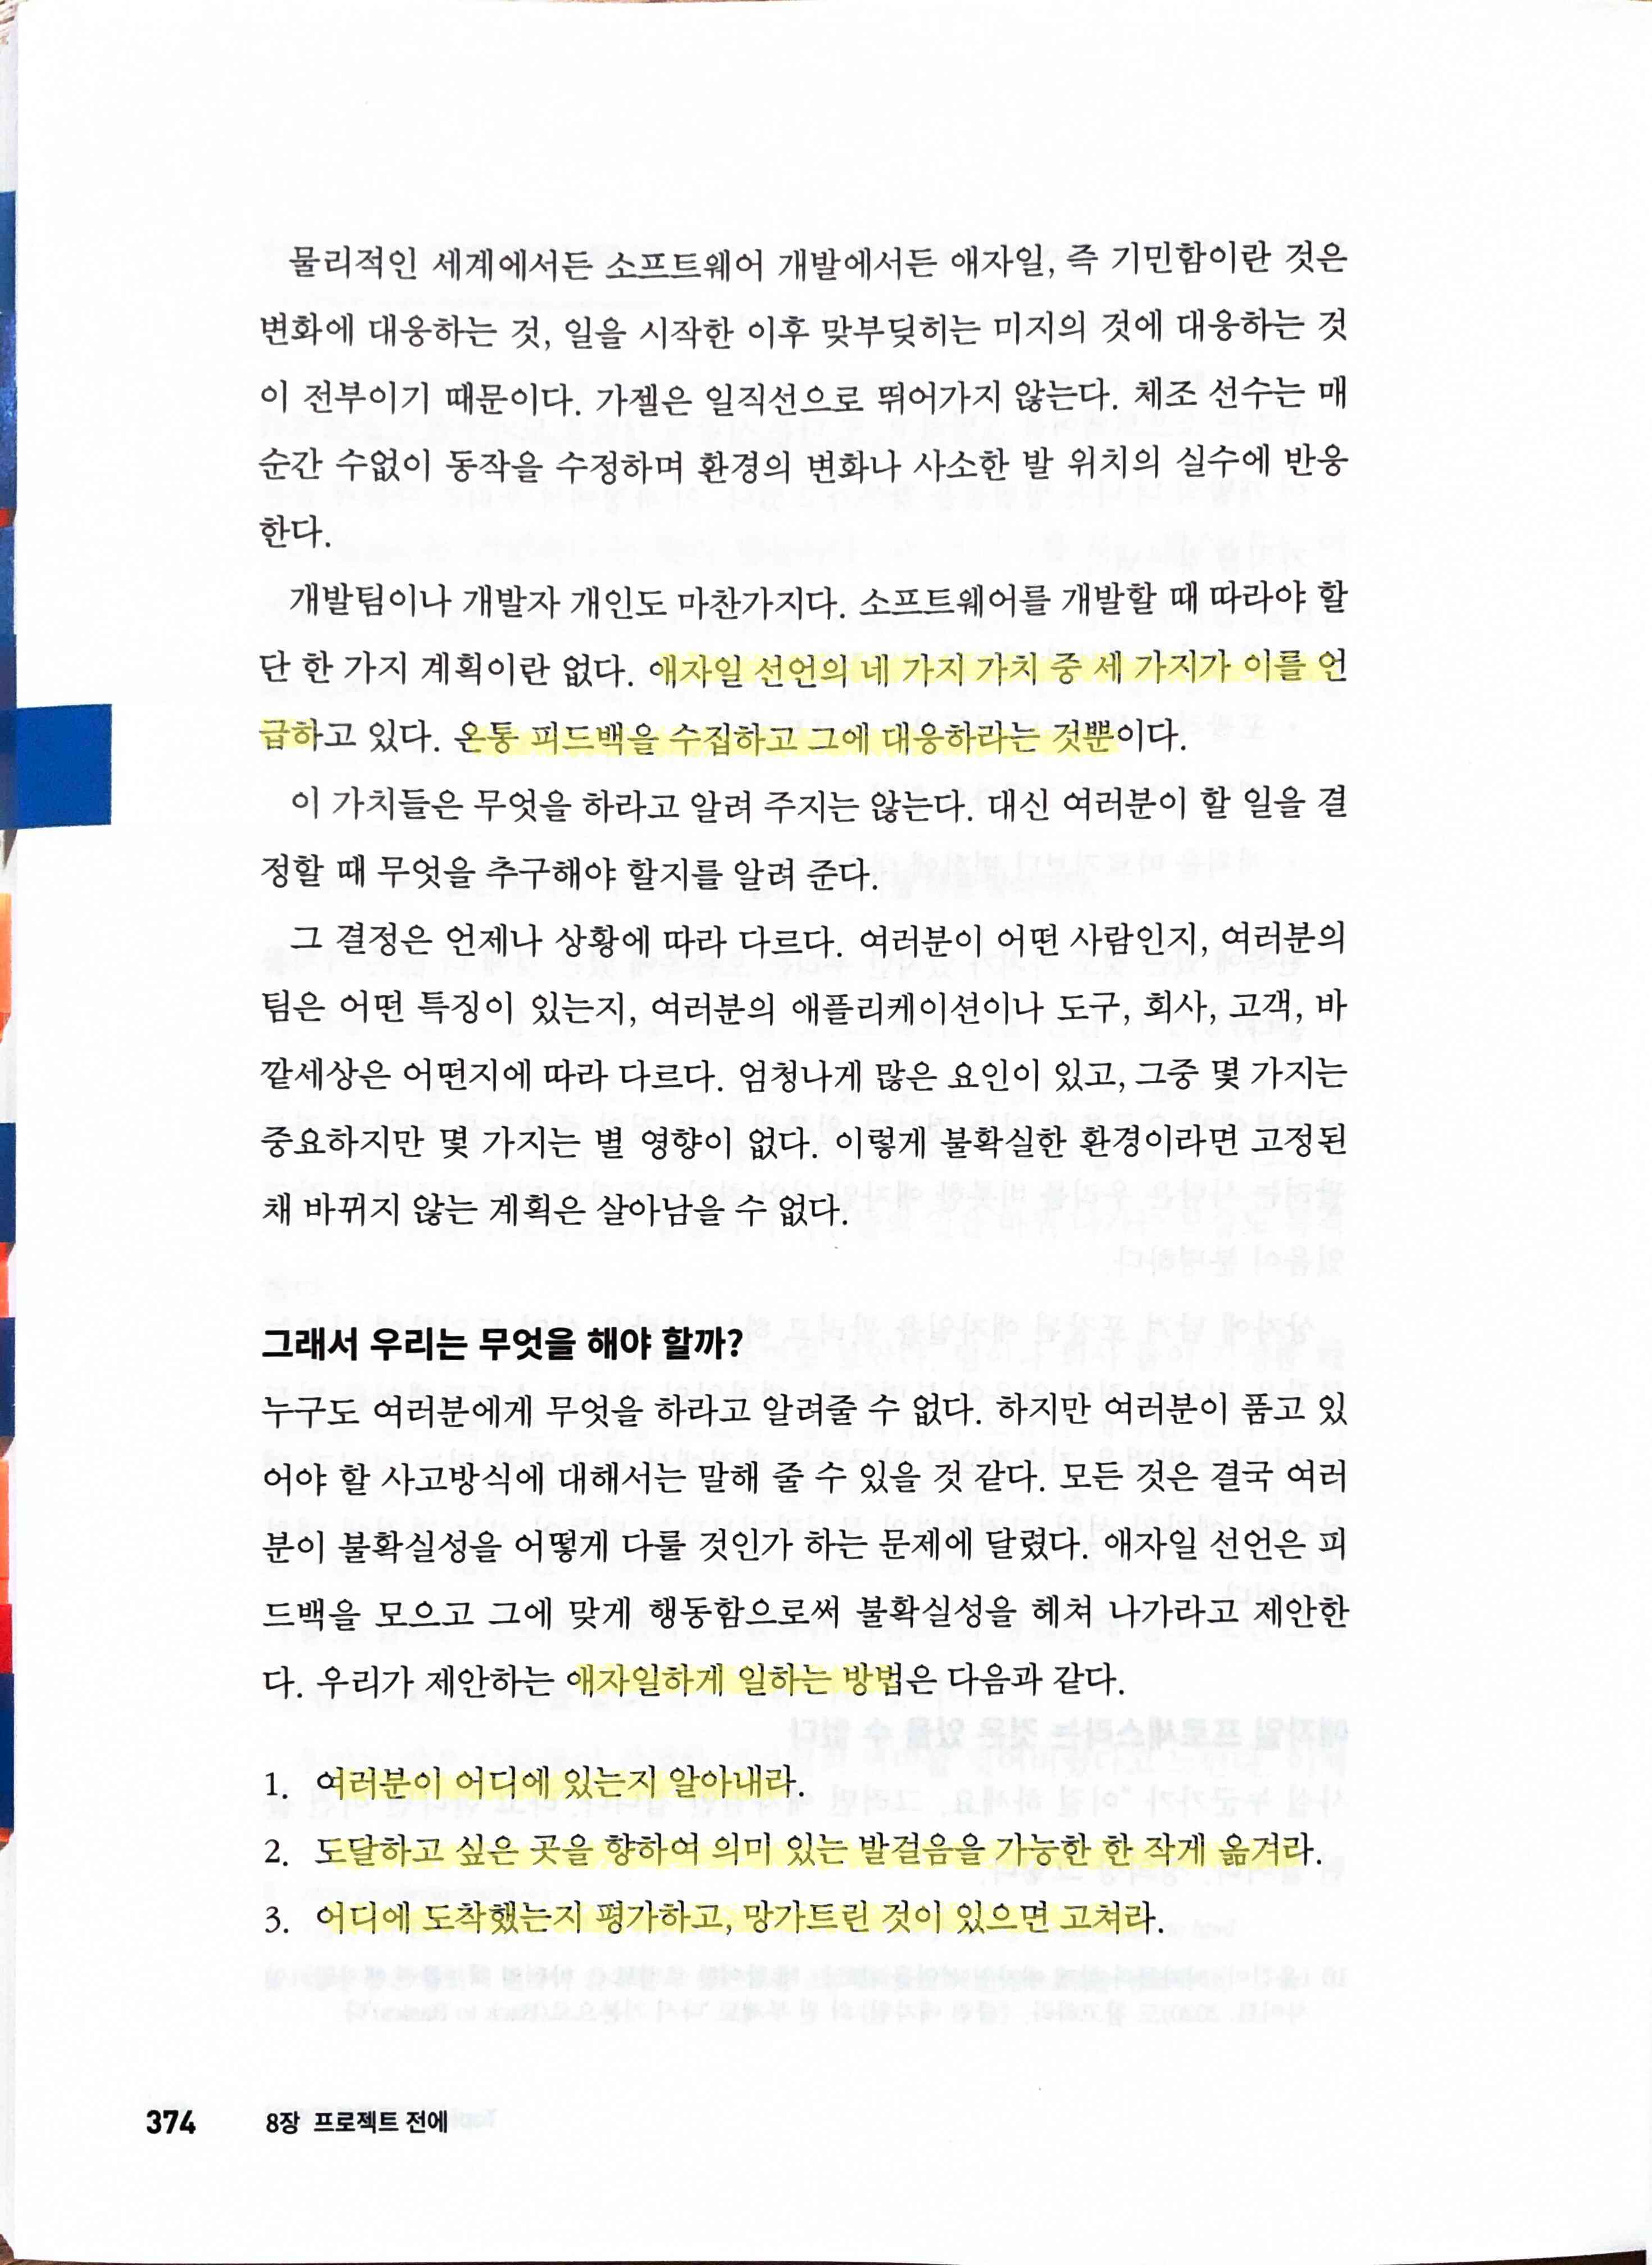 물리적인 세계에서든 소프트웨어 개발에서든 애자일, 즉 기민함이란 것은
변화에 대응하는 것, 일을 시작한 이후 맞부딪히는 미지의 것에 대응하는 것
이 전부이기 때문이다. 가젤은 일직선으로 뛰어가지 않는다. 체조 선수는 매
순간 수없이 동작을 수정하며 환경의 변화나 사소한 발 위치의 실수에 반응
한다.
개발팀이나 개발자 개인도 마찬가지다. 소프트웨어를 개발할 때 따라야 할
단 한 가지 계획이란 없다. 애자일 선언의 네 가지 가치 중 세 가지가 이를 언
급하고 있다. 온통 피드백을 수집하고 그에 대응하라는 것뿐이다.
이 가치들은 무엇을 하라고 알려 주지는 않는다. 대신 여러분이 할 일을 결
정할 때 무엇을 추구해야 할지를 알려 준다.
그 결정은 언제나 상황에 따라 다르다. 여러분이 어떤 사람인지, 여러분의
팀은 어떤 특징이 있는지, 여러분의 애플리케이션이나 도구, 회사, 고객, 바
깥세상은 어떤지에 따라 다르다. 엄청나게 많은 요인이 있고, 그중 몇 가지는
중요하지만 몇 가지는 별 영향이 없다. 이렇게 불확실한 환경이라면 고정된
채 바뀌지 않는 계획은 살아남을 수 없다.
그래서 우리는 무엇을 해야 할까?
누구도 여러분에게 무엇을 하라고 알려줄 수 없다. 하지만 여러분이 품고 있
어야 할 사고방식에 대해서는 말해 줄 수 있을 것 같다. 모든 것은 결국 여러
분이 불확실성을 어떻게 다룰 것인가 하는 문제에 달렸다. 애자일 선언은 피
드백을 모으고 그에 맞게 행동함으로써 불확실성을 헤쳐 나가라고 제안한
다. 우리가 제안하는 애자일하게 일하는 방법은 다음과 같다.
1. 여러분이 어디에 있는지 알아내라.
2. 도달하고 싶은 곳을 향하여 의미 있는 발걸음을 가능한 한 작게 옮겨라.
3. 어디에 도착했는지 평가하고, 망가트린 것이 있으면 고쳐라.
374 8장 프로젝트 전에